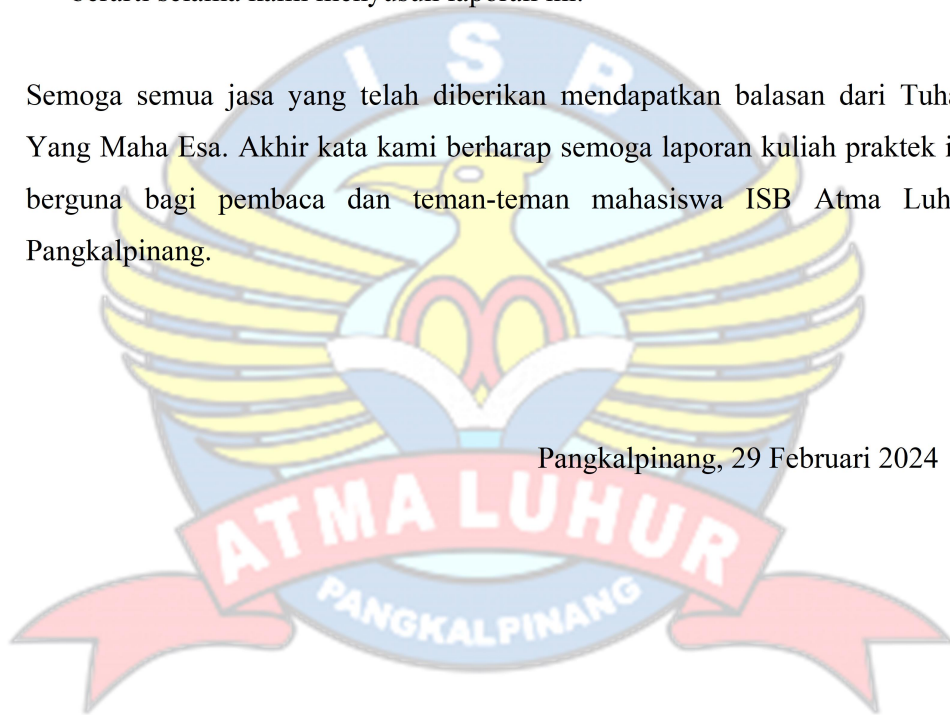 Semoga semua jasa yang telah diberikan mendapatkan balasan dari
Yang Maha Esa. Akhir kata kami berharap semoga laporan kuliah praktek
berguna bagi pembaca dan teman-teman mahasiswa ISB Atma
Pangkalpinang.
Pangkalpinang, 29 Februari 2024
I S B
ATMA LUHUR
PANGKALPINANG